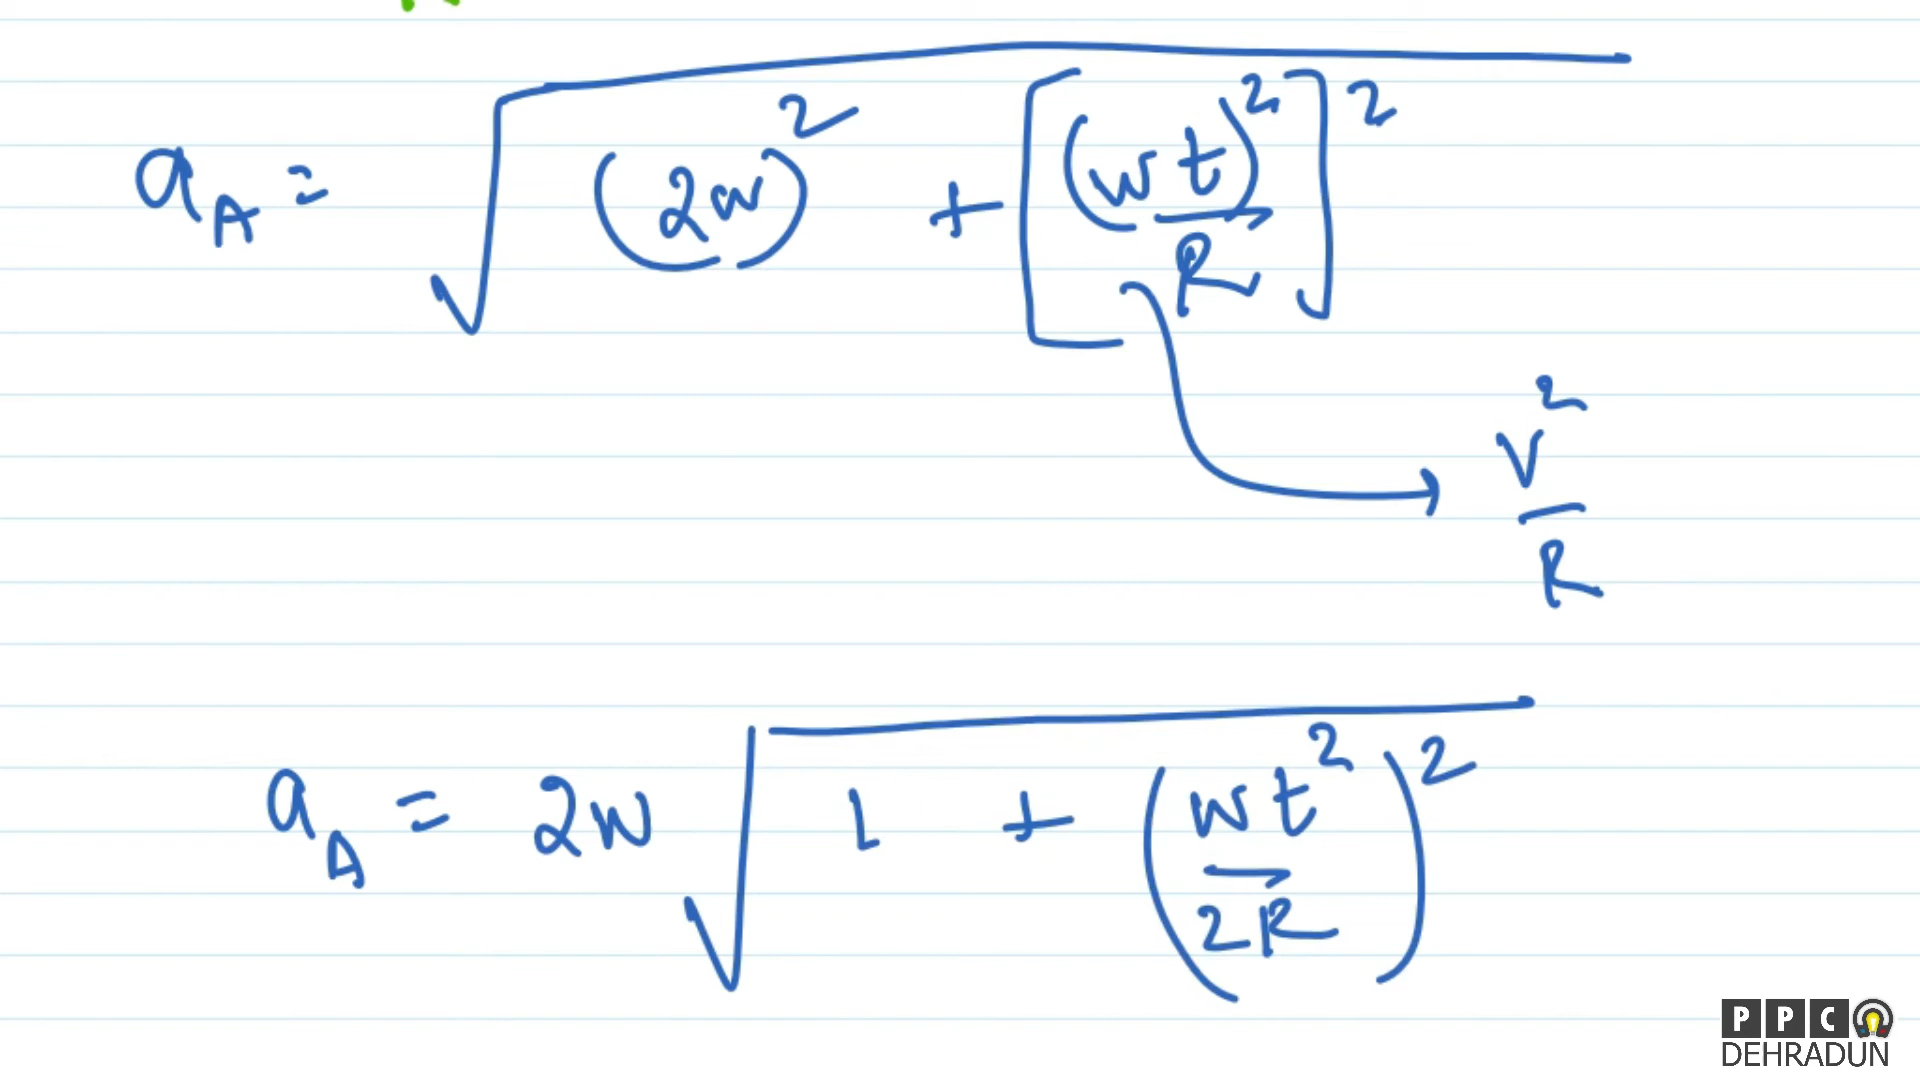 a_A = √((2w)² + [(wt)²/R]²)
v²/R
a_A = 2w √(1 + (wt²/2R)²)
PPC
DEHRADUN